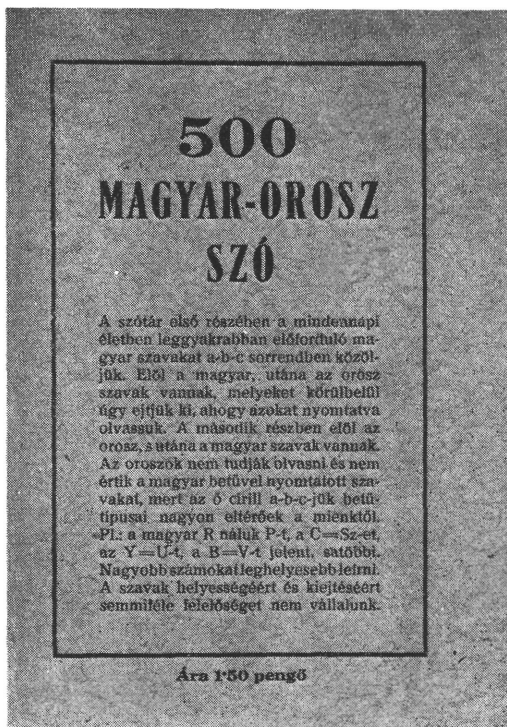 500
MAGYAR-OROSZ
SZÓ
A szótár első részében a mindennapi
életben leggyakrabban előforduló ma-
gyar szavakat a-b-c sorrendben közöl-
jük. Elől a magyar, utána az orosz
szavak vannak, melyeket körülbelül
úgy ejtjük ki, ahogy azokat nyomtatva
olvassuk. A második részben elől az
orosz, s utána a magyar szavak vannak.
Az oroszok nem tudják olvasni és nem
értik a magyar betűvel nyomtatott sza-
vakat, mert az ő cirill a-b-c-jük betű-
típusai nagyon eltérőek a mienktől.
Pl.: a magyar R náluk P-t, a C=Sz-et,
az Y=U-t, a B=V-t jelent, satöbbi.
Nagyobb számokat leghelyesebb leírni.
A szavak helyességéért és kiejtéséért
semmiféle felelőséget nem vállalunk.
Ára 1·50 pengő